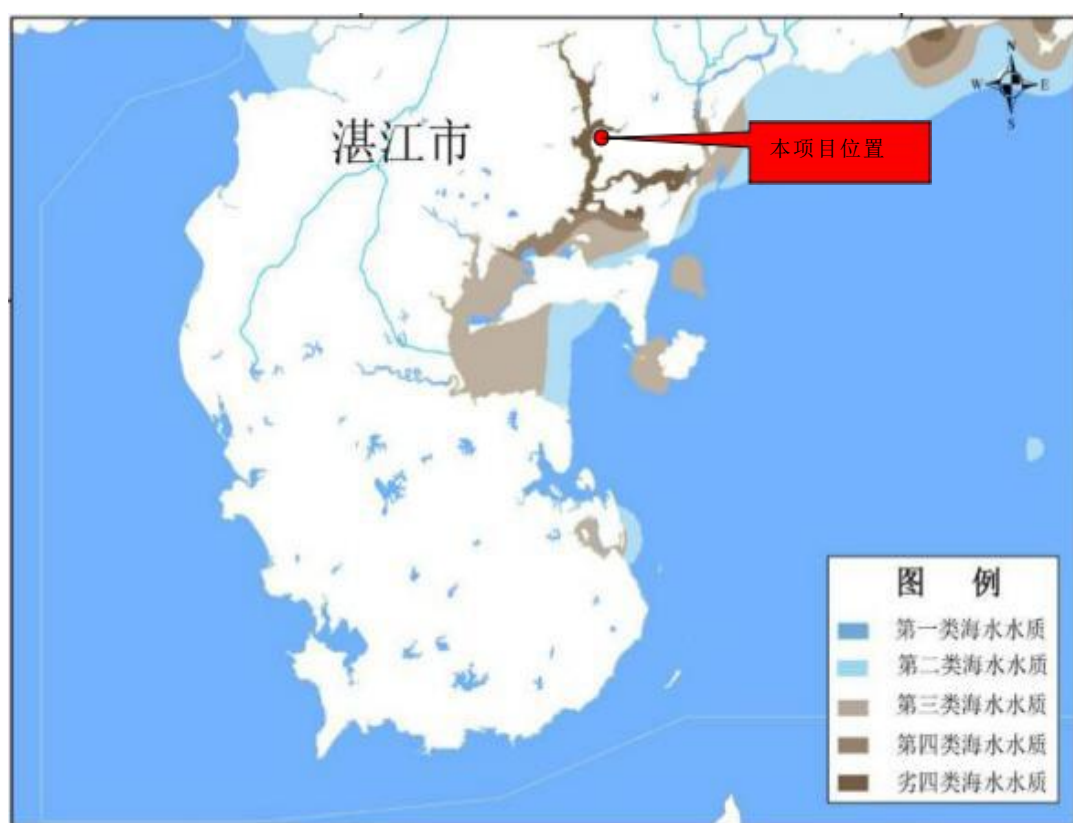 N
W E
S
湛江市
本项目位置
图 例
第一类海水水质
第二类海水水质
第三类海水水质
第四类海水水质
劣四类海水水质